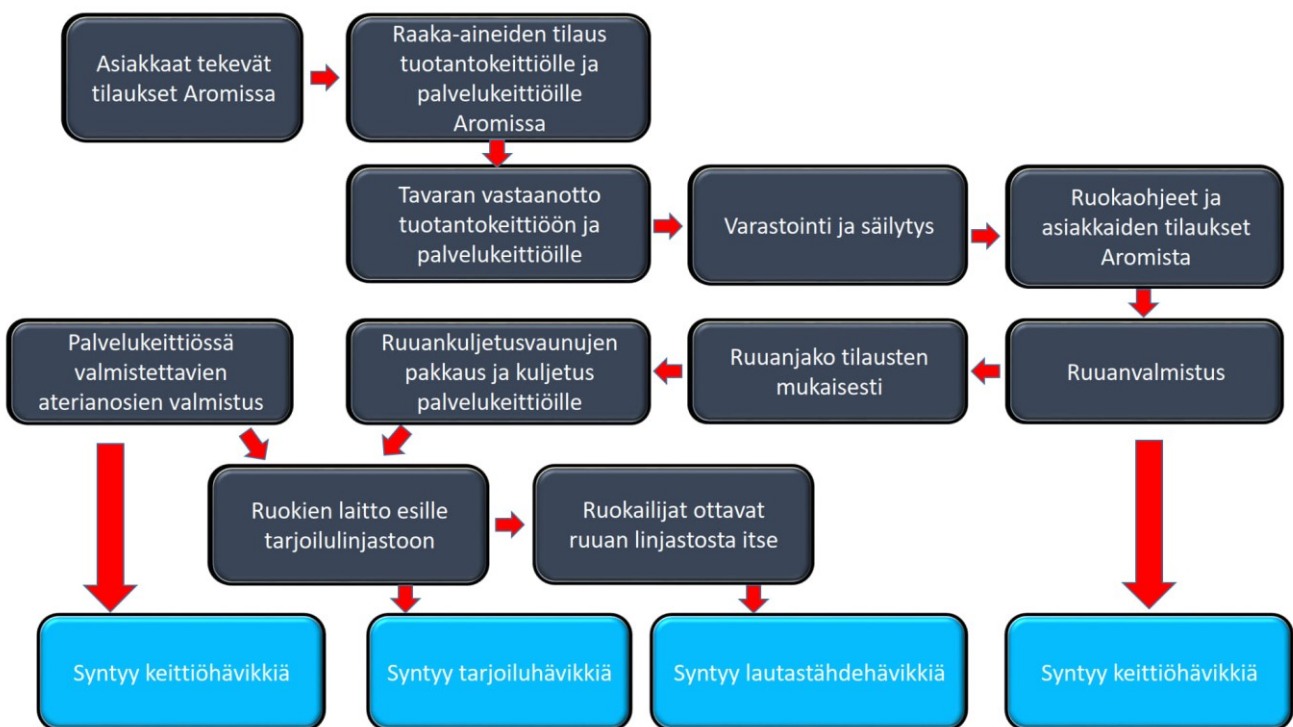 Asiakkaat tekevät
tilaukset Aromissa
Raaka-aineiden tilaus
tuotantokeittiölle ja
palvelukeittiöille
Aromissa
Tavaran vastaanotto
tuotantokeittiöön ja
palvelukeittiöille
Varastointi ja säilytys
Ruokaohjeet ja
asiakkaiden tilaukset
Aromista
Palvelukeittiössä
valmistettavien
aterianosien valmistus
Ruuankuljetusvaunujen
pakkaus ja kuljetus
palvelukeittiöille
Ruuanjako tilausten
mukaisesti
Ruuanvalmistus
Ruokien laitto esille
tarjoilulinjastoon
Ruokailijat ottavat
ruuan linjastosta itse
Syntyy keittiöhävikkiä
Syntyy tarjoiluhävikkiä
Syntyy lautastähdehävikkiä
Syntyy keittiöhävikkiä